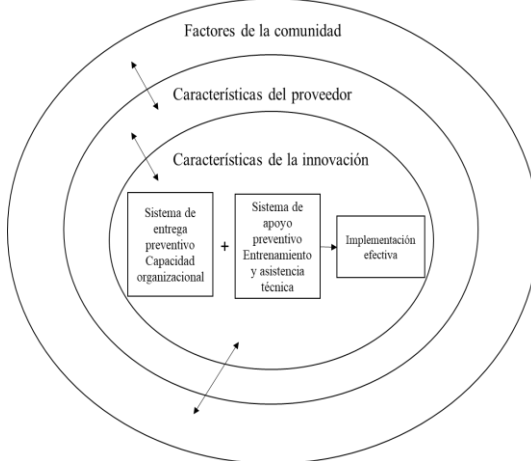 Factores de la comunidad
Características del proveedor
Características de la innovación
Sistema de
entrega
preventivo
Capacidad
organizacional
+
Sistema de
apoyo
preventivo
Entrenamiento
y asistencia
técnica
Implementación
efectiva